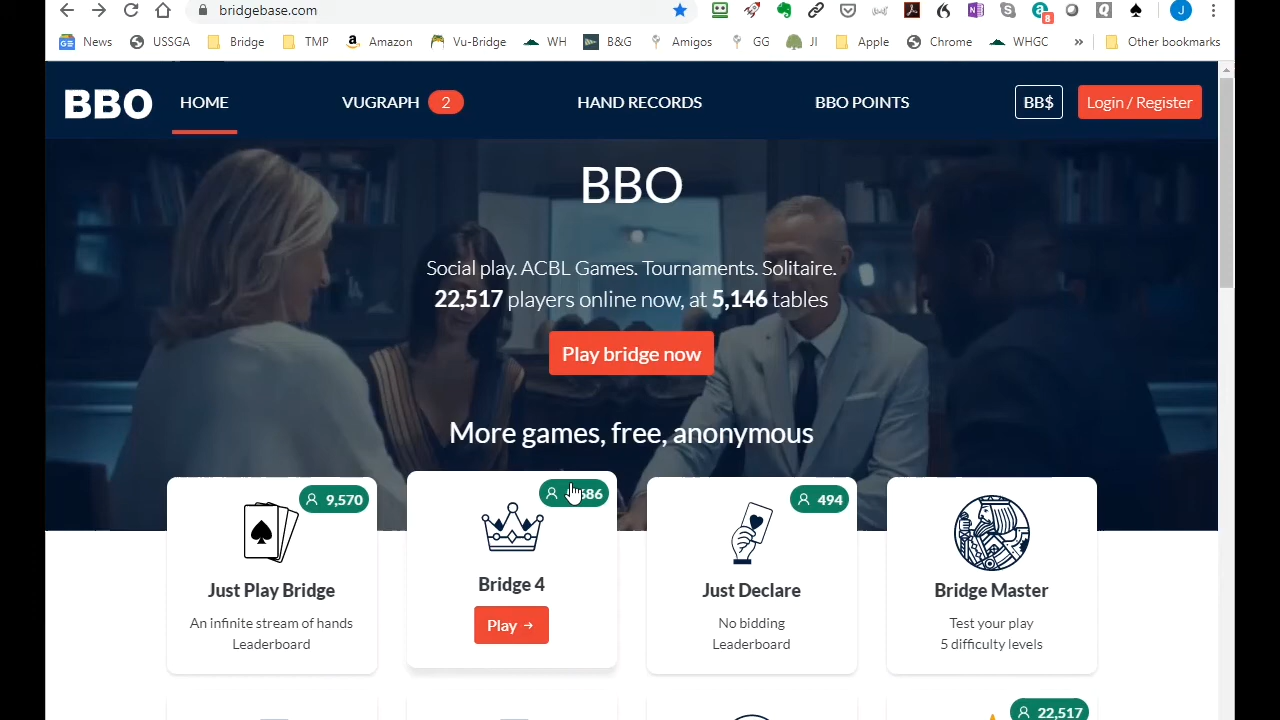 bridgebase.com
News USSGA Bridge TMP Amazon Vu-Bridge WH B&G Amigos GG JI Apple Chrome WHGC » Other bookmarks
8
J
BBO HOME VUGRAPH 2 HAND RECORDS BBO POINTS BB$ Login / Register
BBO
Social play. ACBL Games. Tournaments. Solitaire.
22,517 players online now, at 5,146 tables
Play bridge now
More games, free, anonymous
9,570
Just Play Bridge
An infinite stream of hands
Leaderboard
Bridge 4
Play →
494
Just Declare
No bidding
Leaderboard
Bridge Master
Test your play
5 difficulty levels
22,517